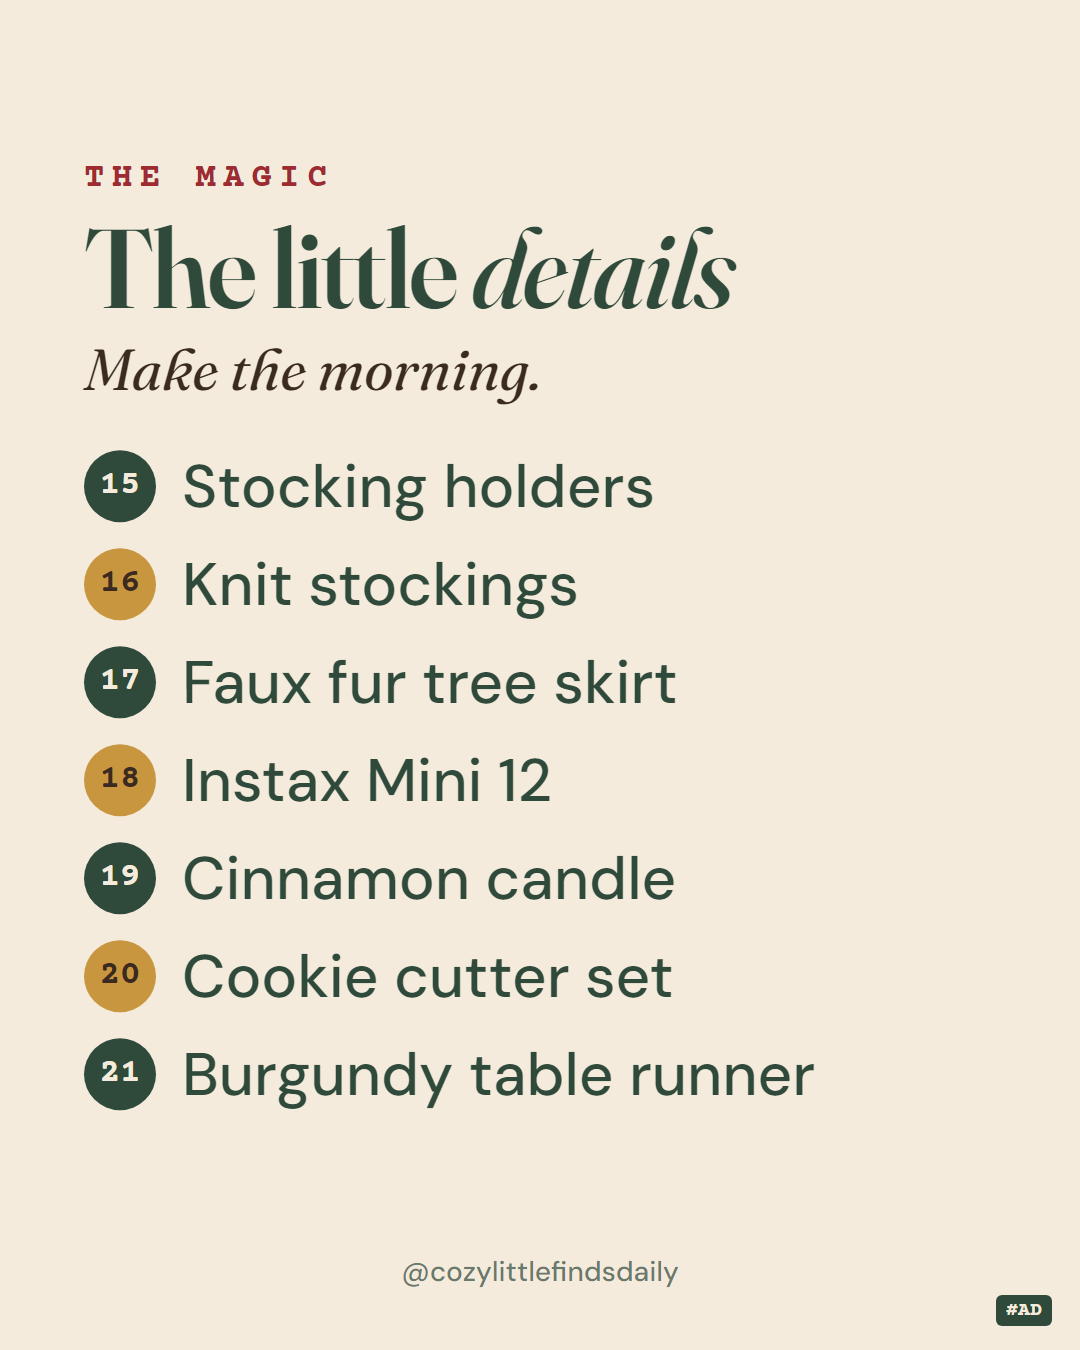 THE MAGIC
The little details
Make the morning.
15 Stocking holders
16 Knit stockings
17 Faux fur tree skirt
18 Instax Mini 12
19 Cinnamon candle
20 Cookie cutter set
21 Burgundy table runner
@cozylittlefindsdaily
#AD